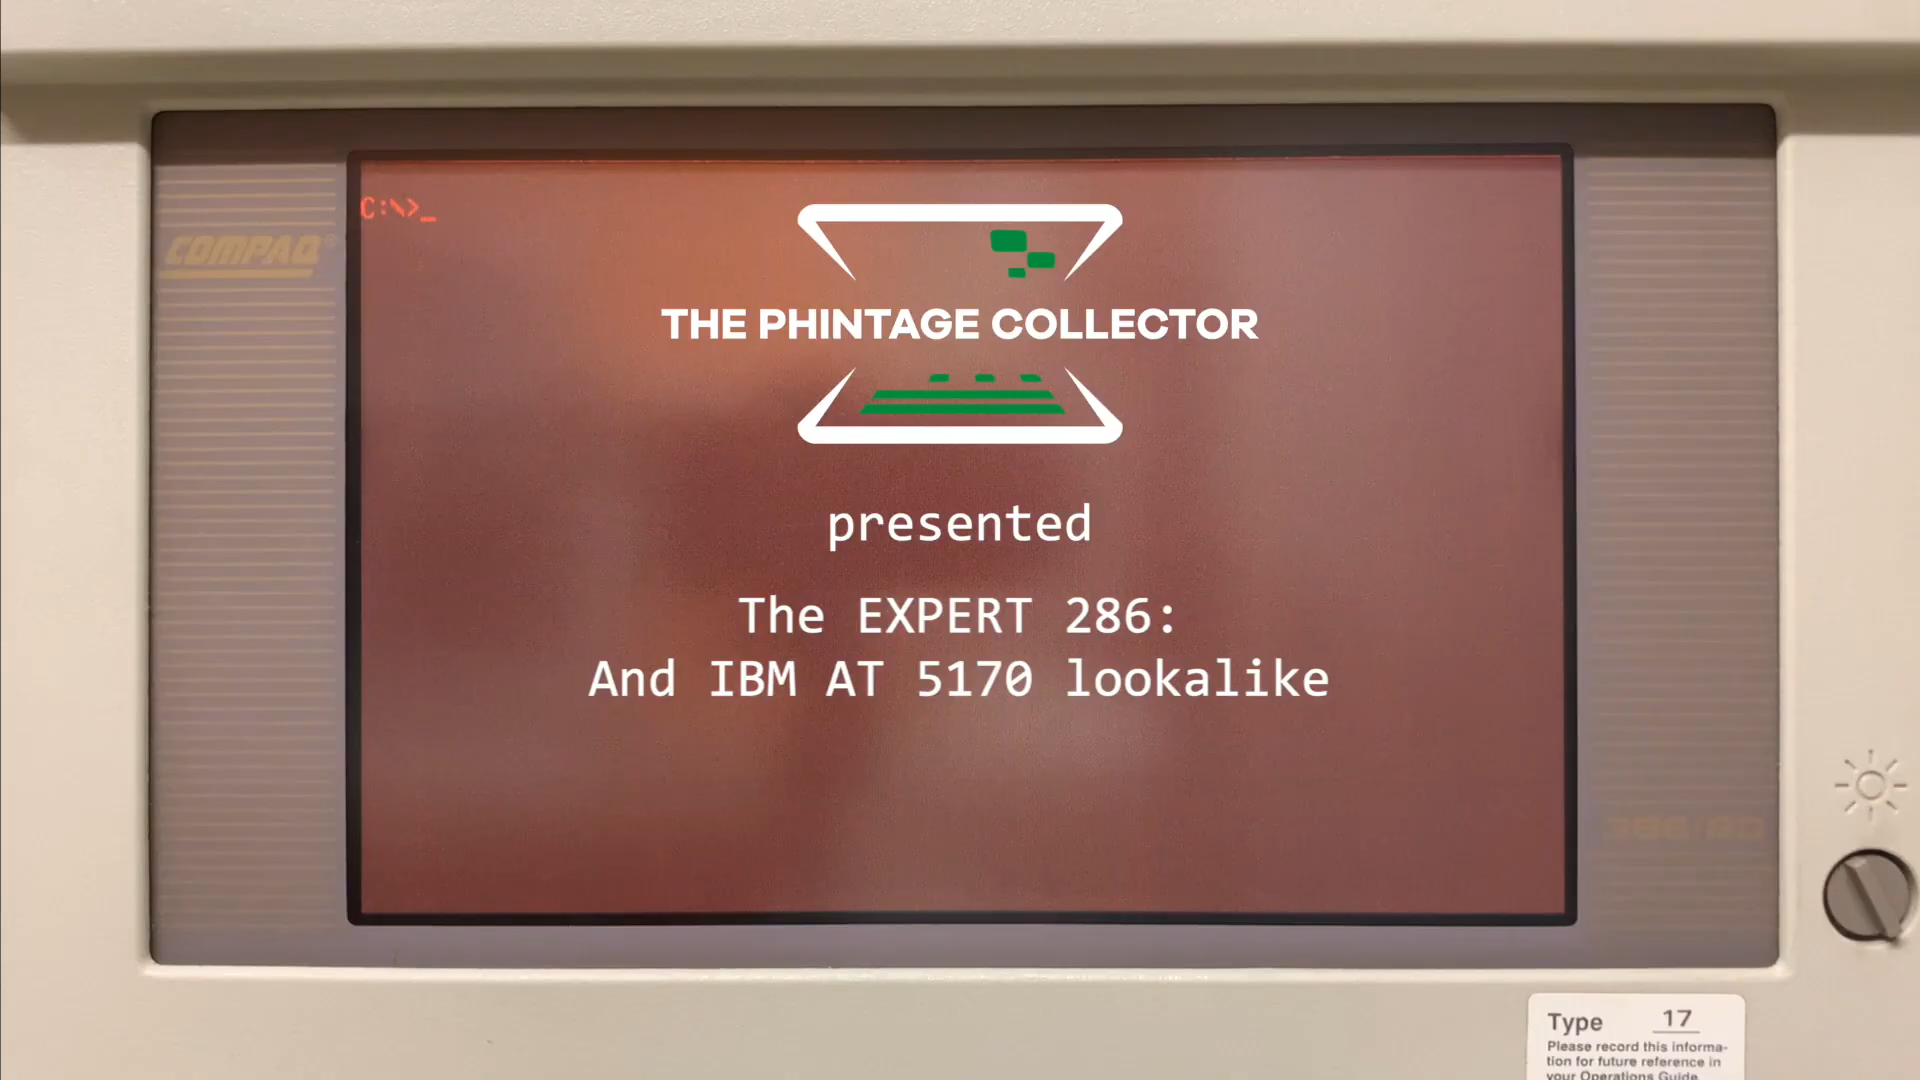 C:\>_
COMPAQ®
THE PHINTAGE COLLECTOR
presented
The EXPERT 286:
And IBM AT 5170 lookalike
Type 17
Please record this informa-
tion for future reference in
your Operations Guide.